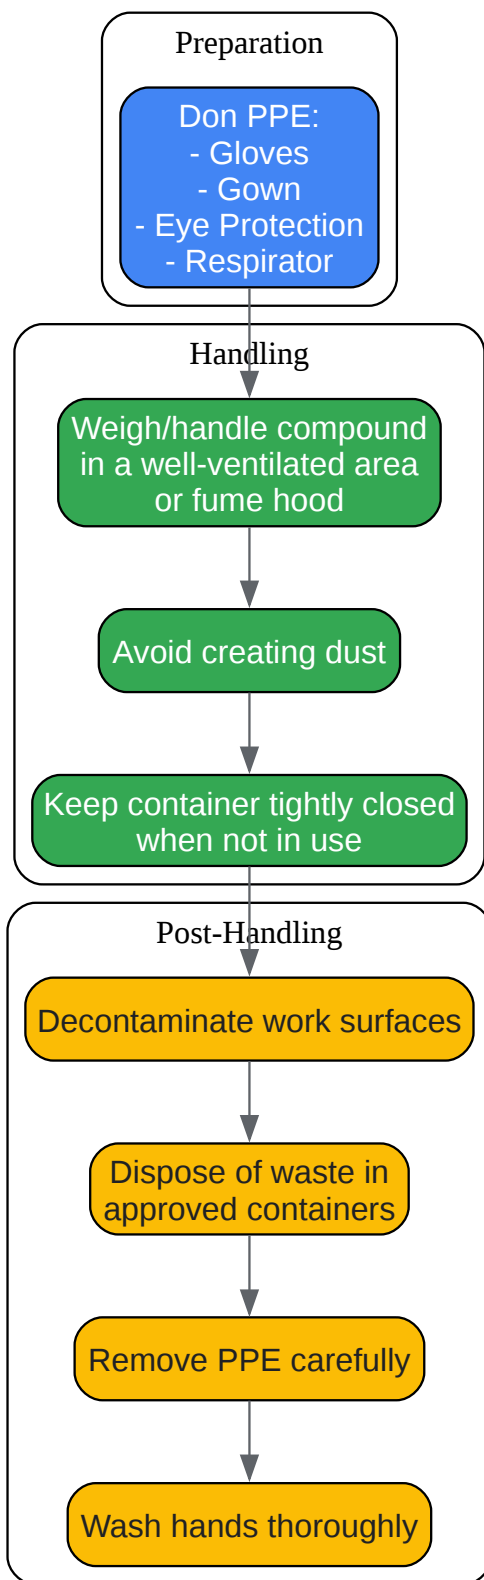 Preparation
Don PPE:
- Gloves
- Gown
- Eye Protection
- Respirator
Handling
Weigh/handle compound
in a well-ventilated area
or fume hood
Avoid creating dust
Keep container tightly closed
when not in use
Post-Handling
Decontaminate work surfaces
Dispose of waste in
approved containers
Remove PPE carefully
Wash hands thoroughly